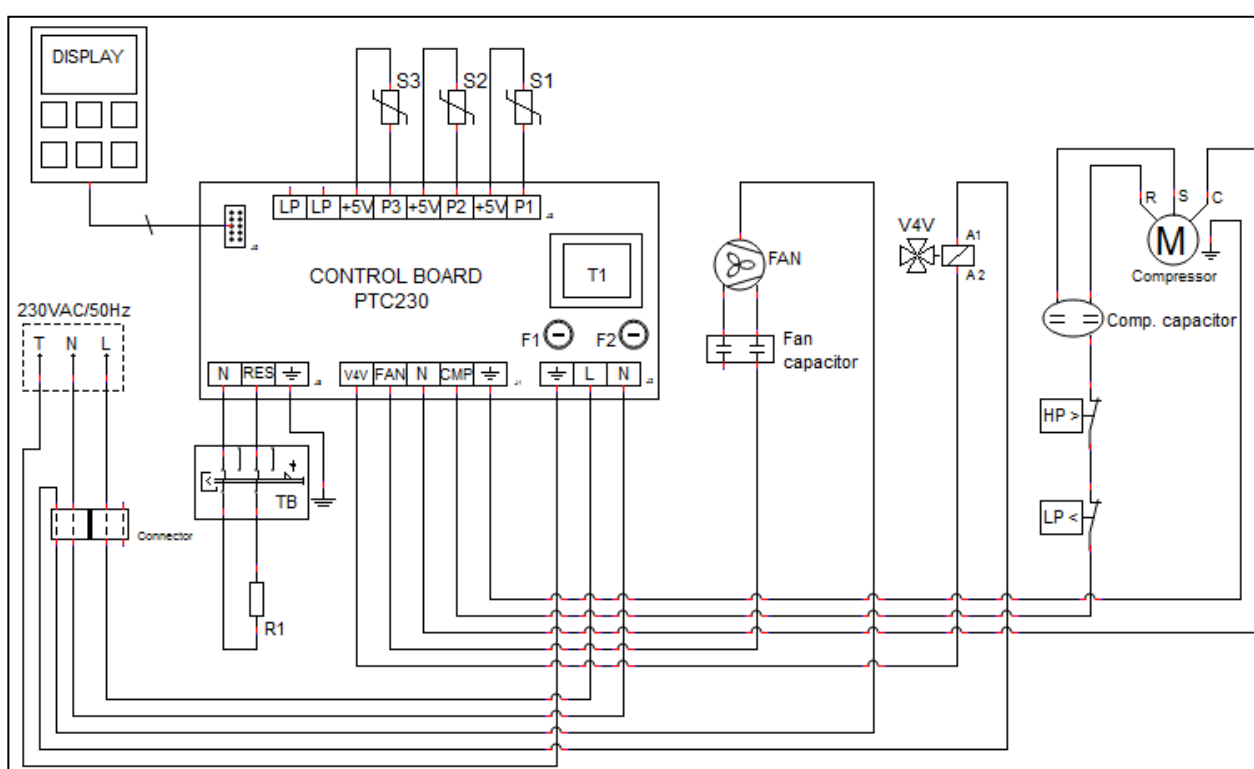 DISPLAY
S3 S2 S1
LP LP +5V P3 +5V P2 +5V P1
CONTROL BOARD
PTC230
T1
F1 F2
230VAC/50Hz
T N L
N RES
V4V FAN N CMP
L N
TB
Connector
R1
FAN
Fan
capacitor
V4V
A1
A2
R S C
M
Compressor
Comp. capacitor
HP >
LP <